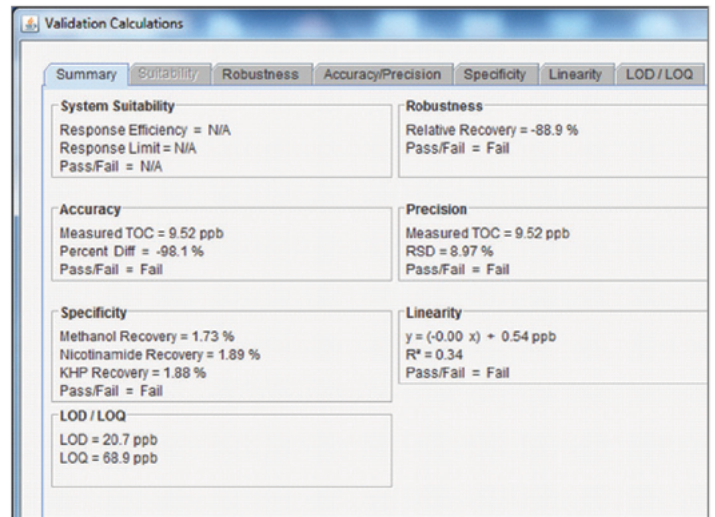 Validation Calculations
Summary Suitability Robustness Accuracy/Precision Specificity Linearity LOD / LOQ
System Suitability
Response Efficiency = N/A
Response Limit = N/A
Pass/Fail = N/A
Robustness
Relative Recovery = -88.9 %
Pass/Fail = Fail
Accuracy
Measured TOC = 9.52 ppb
Percent Diff = -98.1 %
Pass/Fail = Fail
Precision
Measured TOC = 9.52 ppb
RSD = 8.97 %
Pass/Fail = Fail
Specificity
Methanol Recovery = 1.73 %
Nicotinamide Recovery = 1.89 %
KHP Recovery = 1.88 %
Pass/Fail = Fail
Linearity
y = (-0.00 x) + 0.54 ppb
R² = 0.34
Pass/Fail = Fail
LOD / LOQ
LOD = 20.7 ppb
LOQ = 68.9 ppb